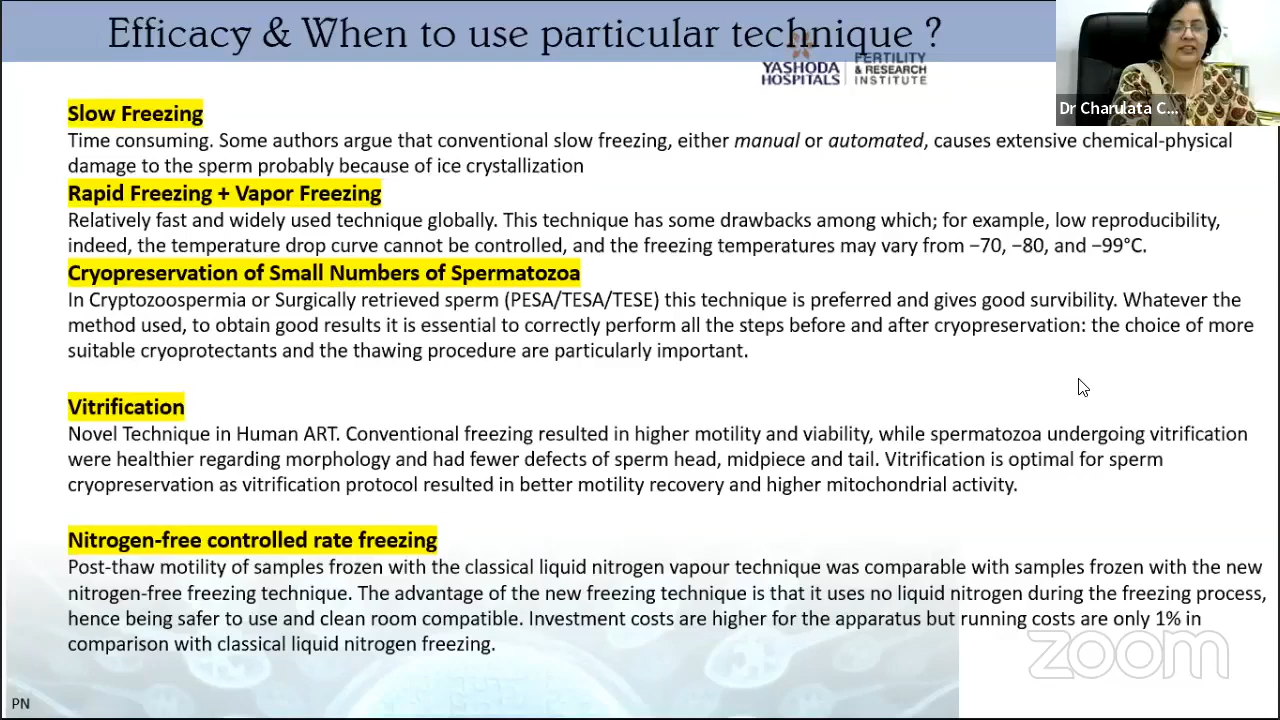 Efficacy & When to use particular technique ?
YASHODA
HOSPITALS
FERTILITY
& RESEARCH
INSTITUTE
Dr Charulata C...
Slow Freezing
Time consuming. Some authors argue that conventional slow freezing, either manual or automated, causes extensive chemical-physical
damage to the sperm probably because of ice crystallization
Rapid Freezing + Vapor Freezing
Relatively fast and widely used technique globally. This technique has some drawbacks among which; for example, low reproducibility,
indeed, the temperature drop curve cannot be controlled, and the freezing temperatures may vary from −70, −80, and −99°C.
Cryopreservation of Small Numbers of Spermatozoa
In Cryptozoospermia or Surgically retrieved sperm (PESA/TESA/TESE) this technique is preferred and gives good survibility. Whatever the
method used, to obtain good results it is essential to correctly perform all the steps before and after cryopreservation: the choice of more
suitable cryoprotectants and the thawing procedure are particularly important.
Vitrification
Novel Technique in Human ART. Conventional freezing resulted in higher motility and viability, while spermatozoa undergoing vitrification
were healthier regarding morphology and had fewer defects of sperm head, midpiece and tail. Vitrification is optimal for sperm
cryopreservation as vitrification protocol resulted in better motility recovery and higher mitochondrial activity.
Nitrogen-free controlled rate freezing
Post-thaw motility of samples frozen with the classical liquid nitrogen vapour technique was comparable with samples frozen with the new
nitrogen-free freezing technique. The advantage of the new freezing technique is that it uses no liquid nitrogen during the freezing process,
hence being safer to use and clean room compatible. Investment costs are higher for the apparatus but running costs are only 1% in
comparison with classical liquid nitrogen freezing.
zoom
PN